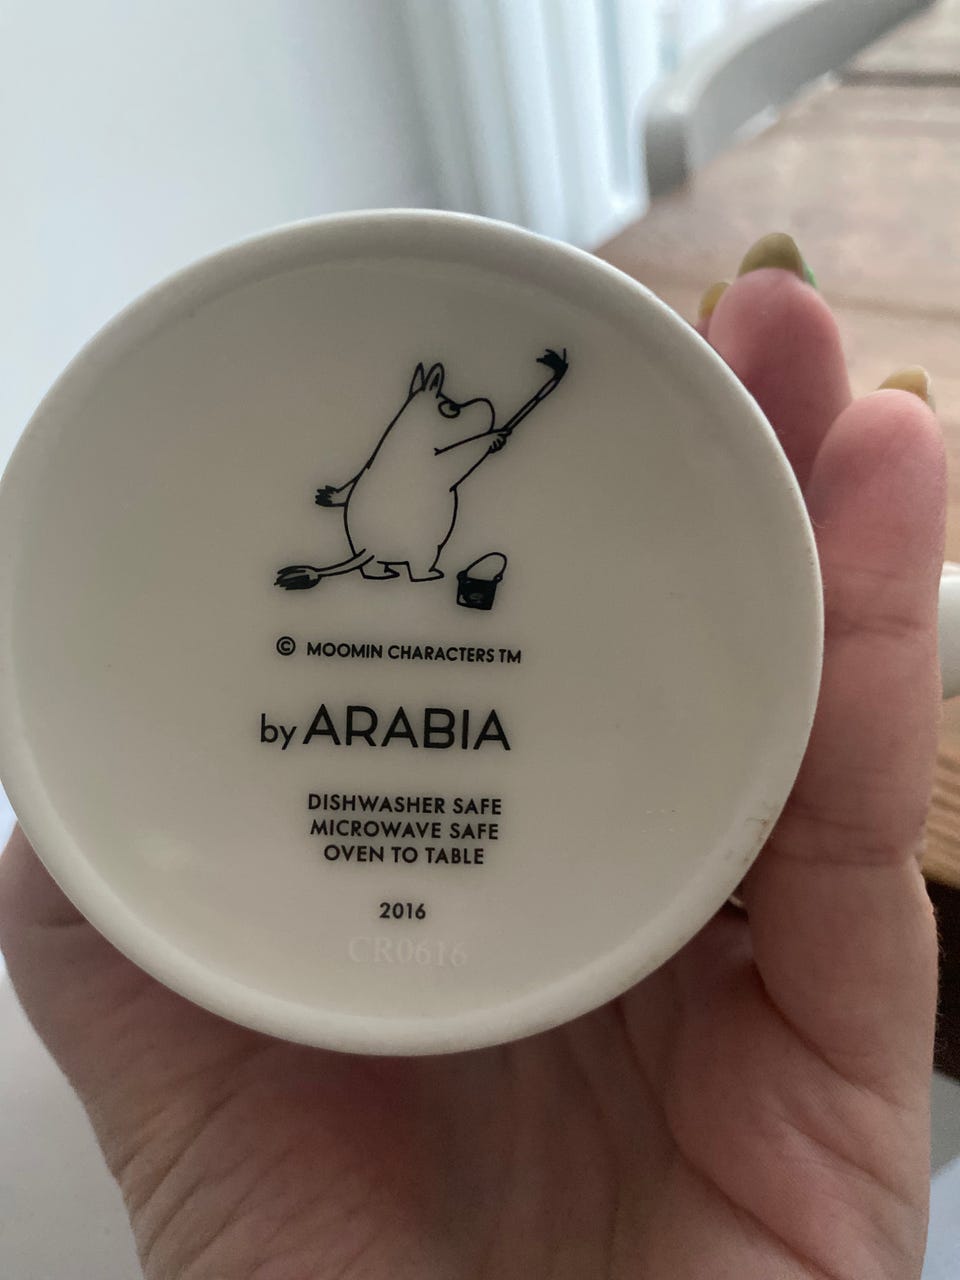 © MOOMIN CHARACTERS TM
by ARABIA
DISHWASHER SAFE
MICROWAVE SAFE
OVEN TO TABLE
2016
CR0616